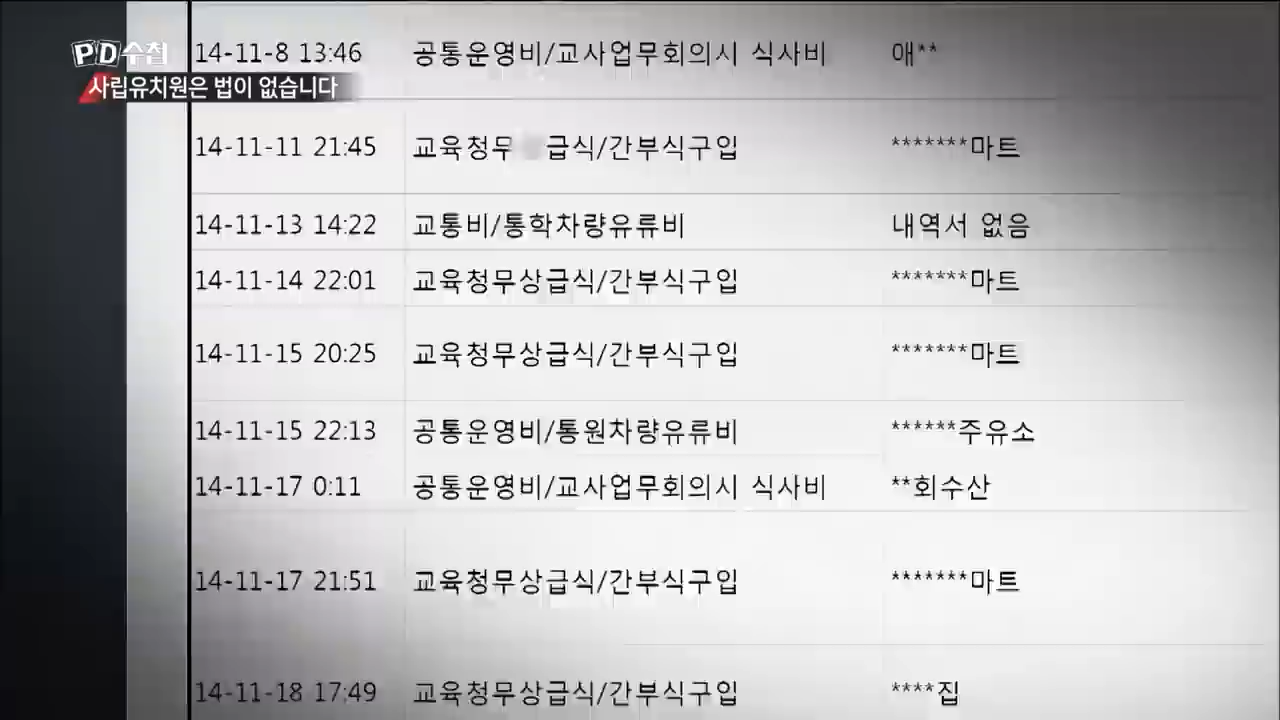 PD수첩
사립유치원은 법이 없습니다
14-11-8 13:46 공통운영비/교사업무회의시 식사비 애**
14-11-11 21:45 교육청무 급식/간부식구입 *******마트
14-11-13 14:22 교통비/통학차량유류비 내역서 없음
14-11-14 22:01 교육청무상급식/간부식구입 *******마트
14-11-15 20:25 교육청무상급식/간부식구입 *******마트
14-11-15 22:13 공통운영비/통원차량유류비 ******주유소
14-11-17 0:11 공통운영비/교사업무회의시 식사비 **회수산
14-11-17 21:51 교육청무상급식/간부식구입 *******마트
14-11-18 17:49 교육청무상급식/간부식구입 ****집